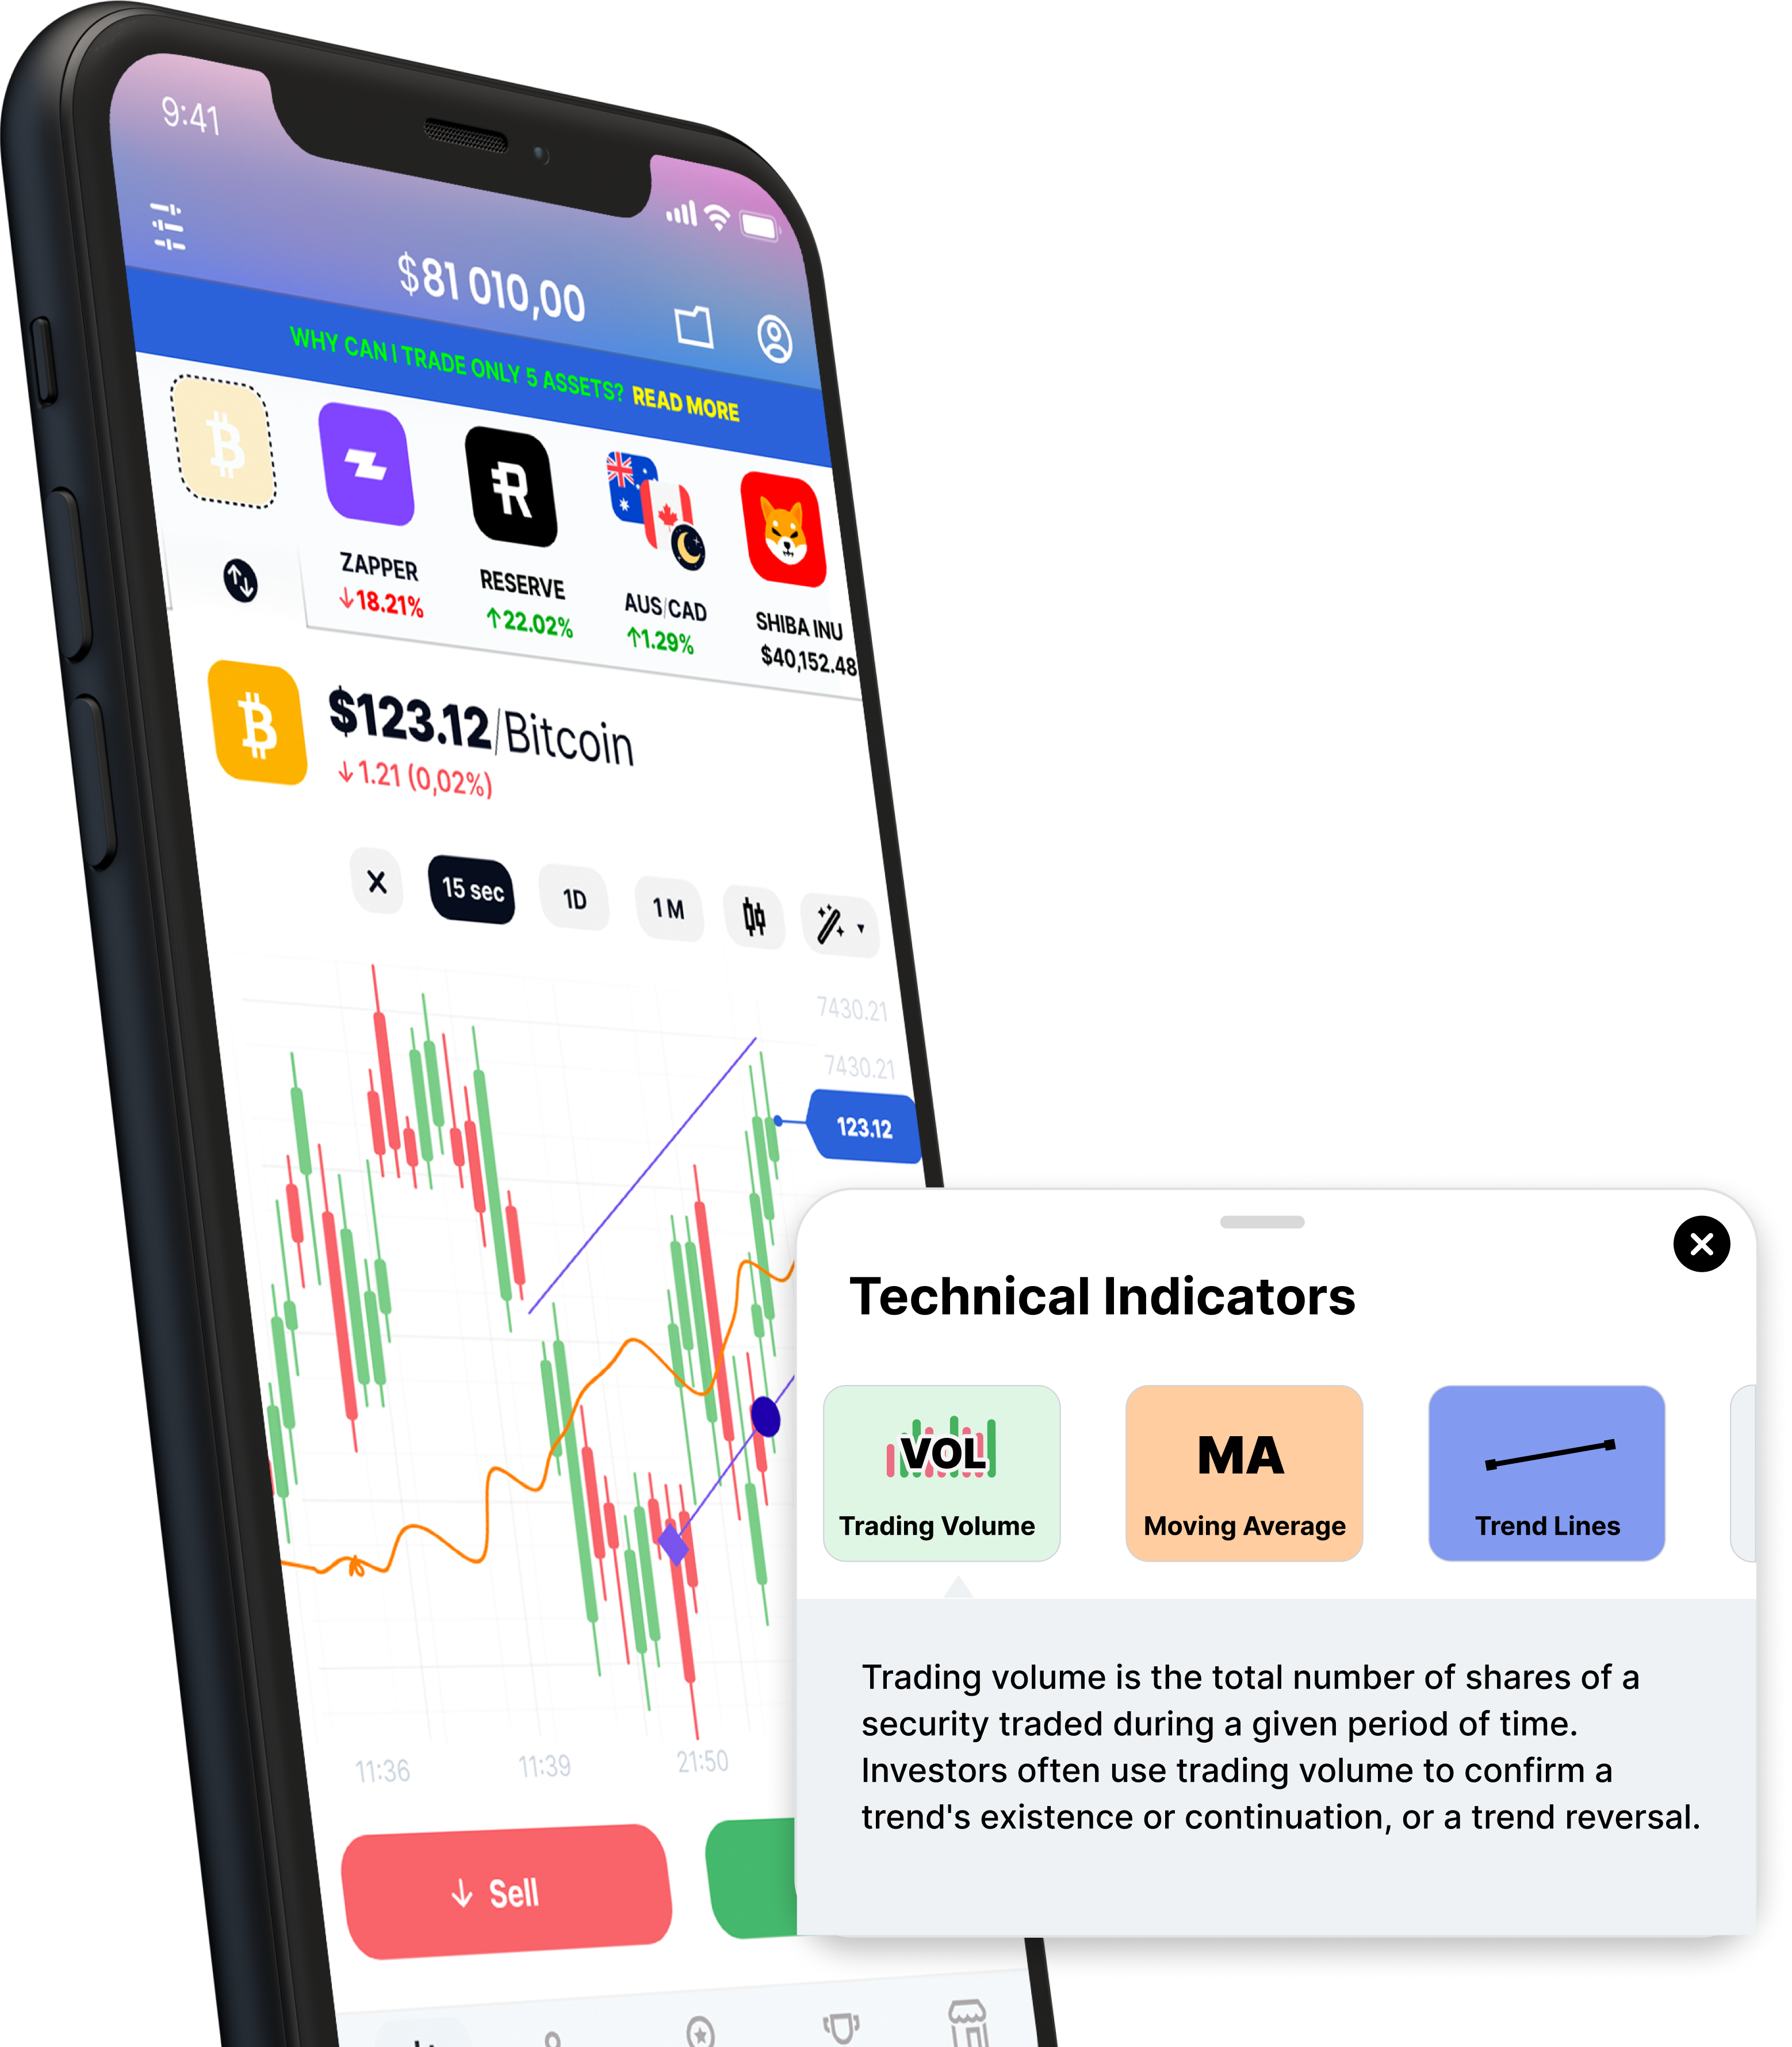 9:41
$81 010,00
WHY CAN I TRADE ONLY 5 ASSETS? READ MORE
ZAPPER
↓18.21%
RESERVE
↑22.02%
AUS/CAD
↑1.29%
SHIBA INU
$40,152.48
$123.12/Bitcoin
↓1.21 (0,02%)
15 sec
1D
1 M
7430.21
7430.21
123.12
11:36
11:39
21:50
↓ Sell
Technical Indicators
VOL
Trading Volume
MA
Moving Average
Trend Lines
Trading volume is the total number of shares of a
security traded during a given period of time.
Investors often use trading volume to confirm a
trend's existence or continuation, or a trend reversal.